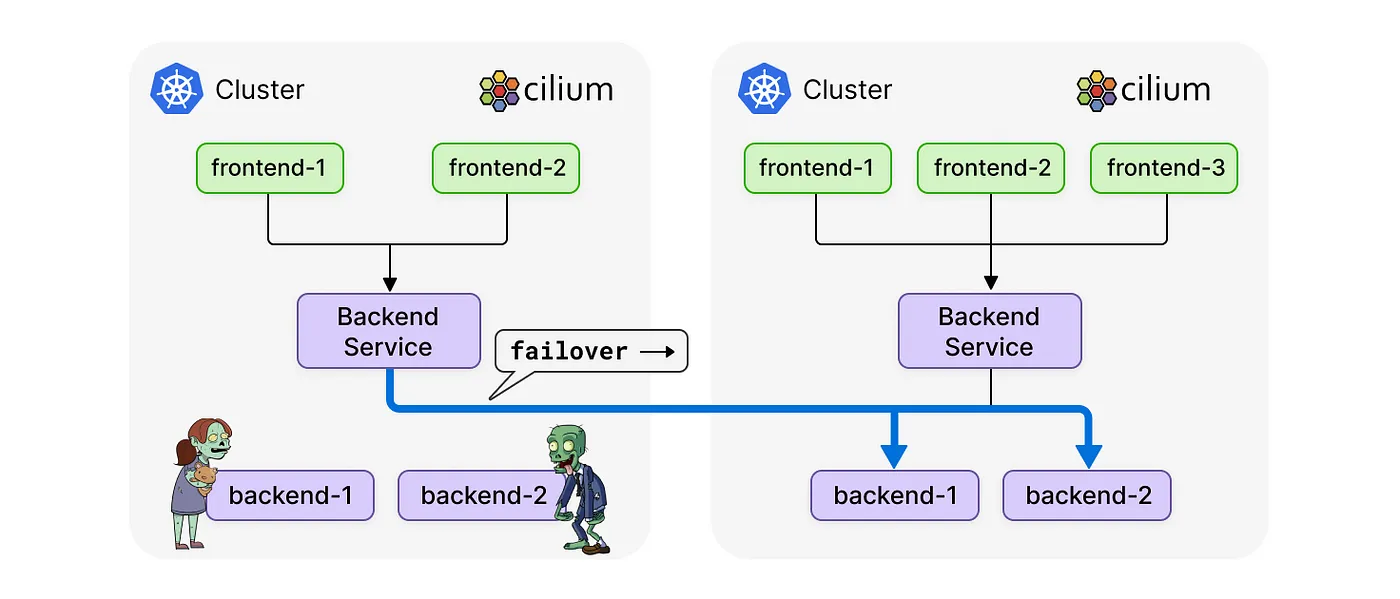 Cluster
cilium
frontend-1
frontend-2
Backend
Service
failover
backend-1
backend-2
Cluster
cilium
frontend-1
frontend-2
frontend-3
Backend
Service
backend-1
backend-2